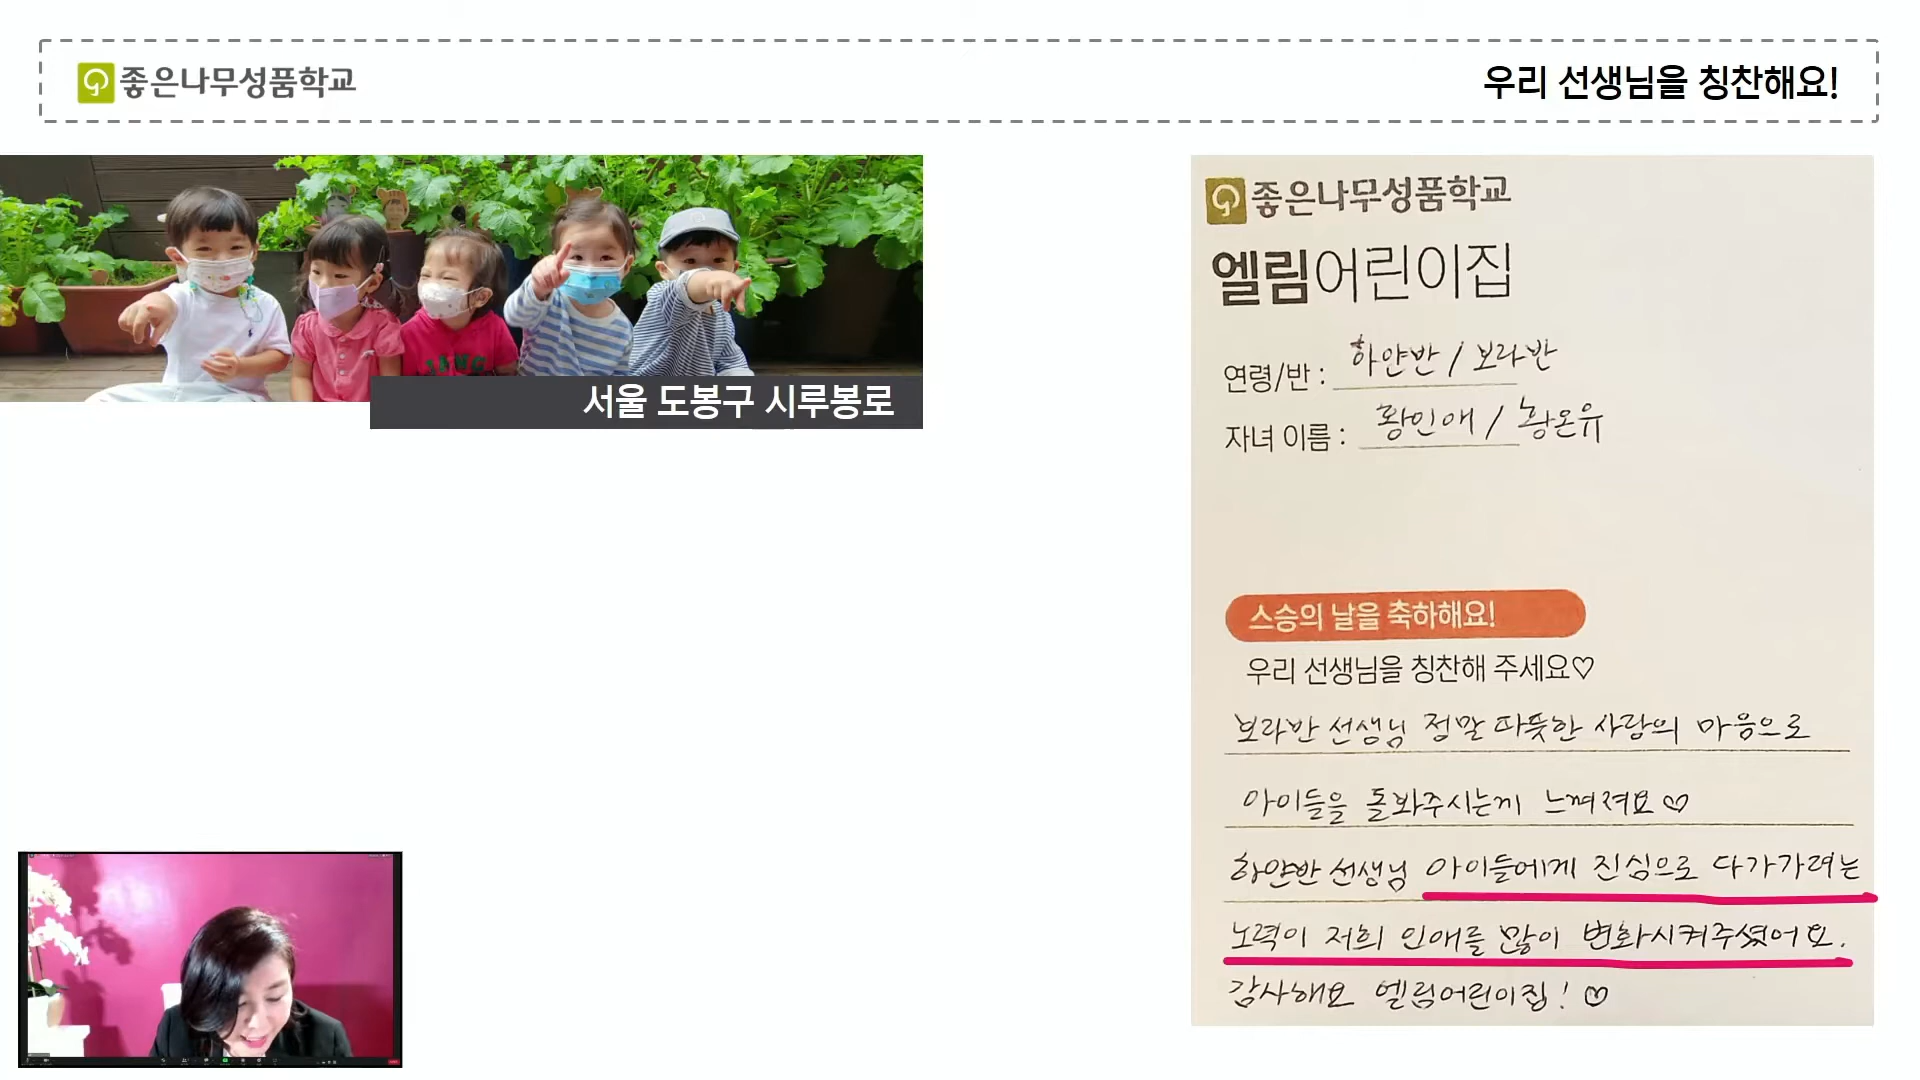 좋은나무성품학교
우리 선생님을 칭찬해요!
서울 도봉구 시루봉로
좋은나무성품학교
엘림어린이집
연령/반 : 하얀반 / 보라반
자녀 이름 : 황인애 / 황온유
스승의 날을 축하해요!
우리 선생님을 칭찬해 주세요♡
보라반 선생님 정말 따뜻한 사랑의 마음으로
아이들을 돌봐주시는게 느껴져요♡
하얀반 선생님 아이들에게 진심으로 다가가려는
노력이 저희 인애를 많이 변화시켜주셨어요.
감사해요 엘림어린이집! ♡